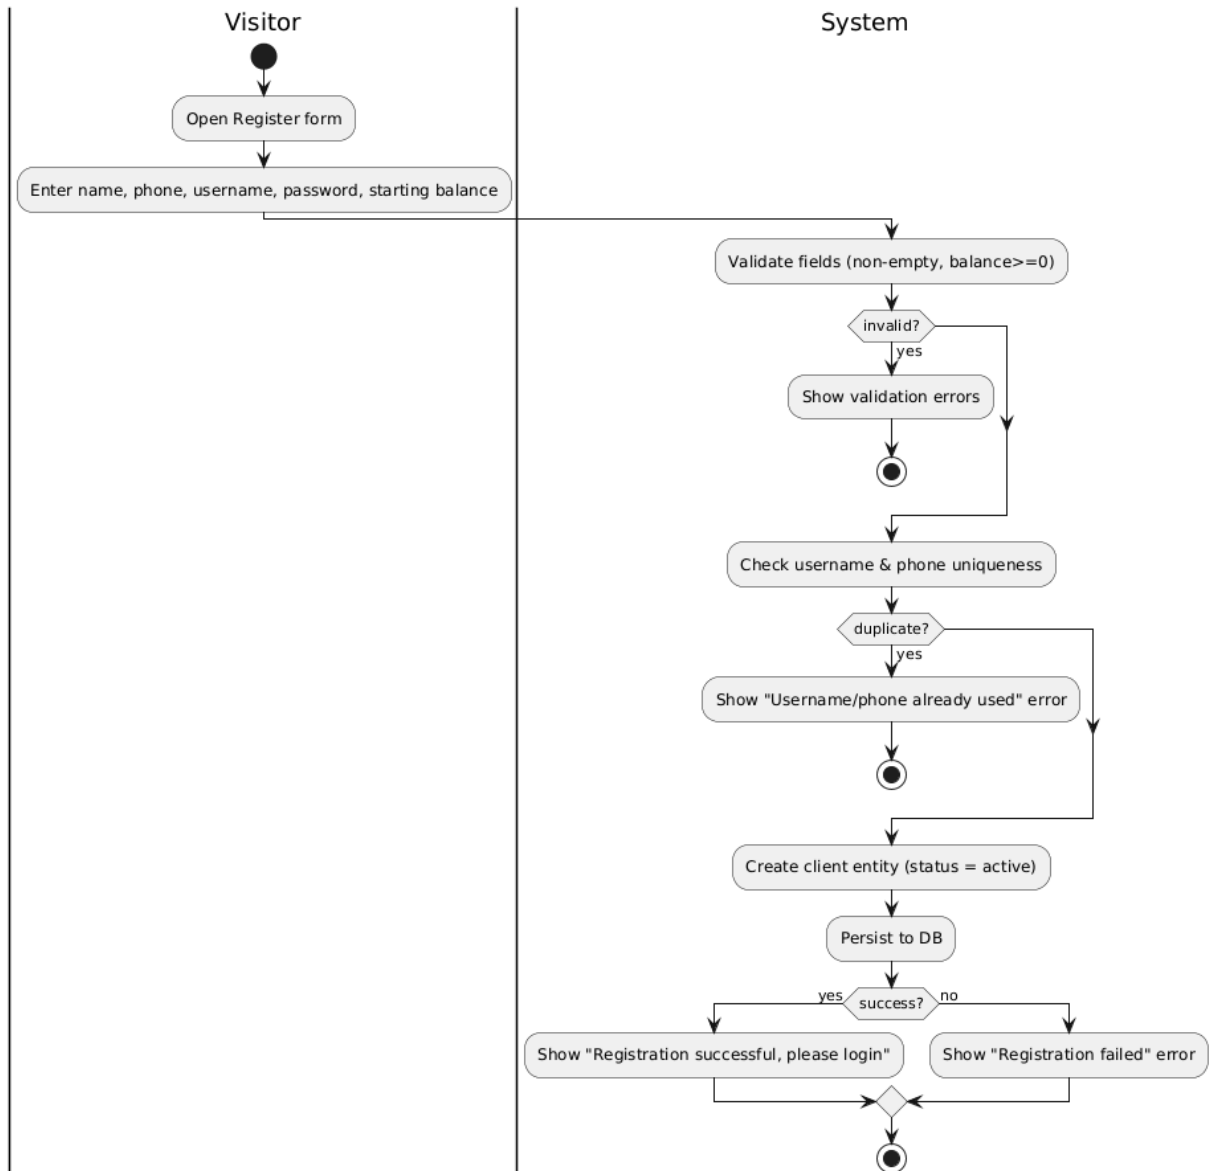 Visitor
System
Open Register form
Enter name, phone, username, password, starting balance
Validate fields (non-empty, balance>=0)
invalid?
yes
Show validation errors
Check username & phone uniqueness
duplicate?
yes
Show "Username/phone already used" error
Create client entity (status = active)
Persist to DB
yes
success?
no
Show "Registration successful, please login"
Show "Registration failed" error